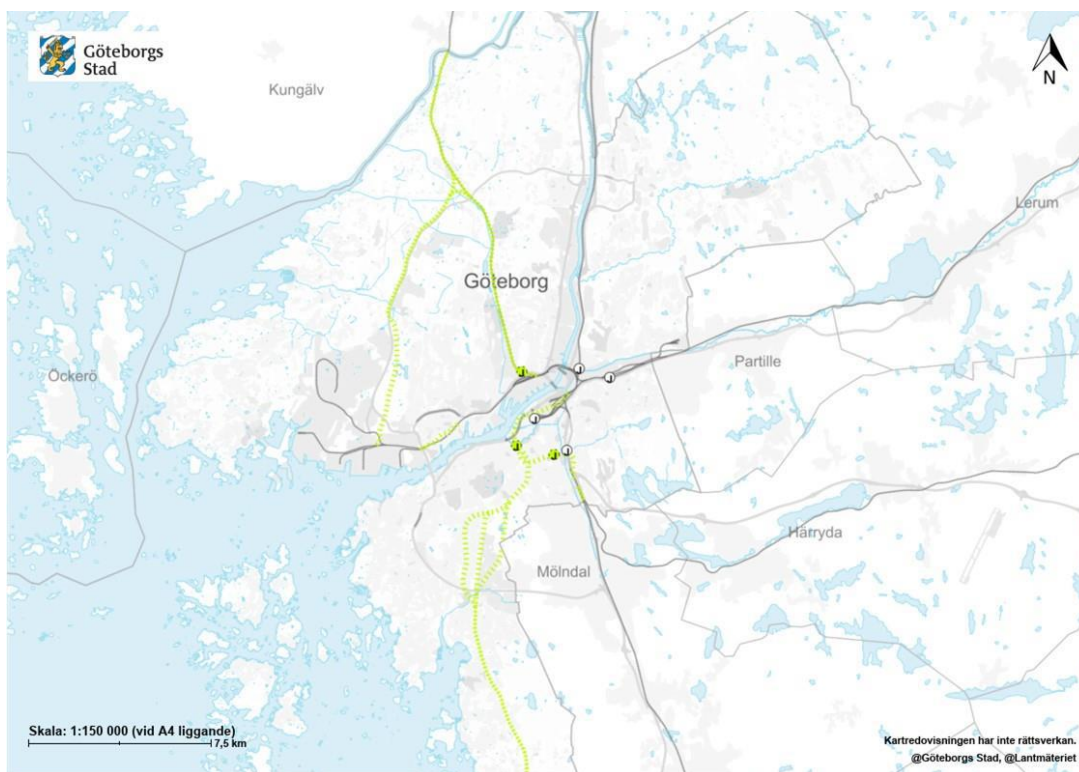 Göteborgs
Stad
N
Kungälv
Lerum
Göteborg
Partille
Öckerö
Härryda
Mölndal
Skala: 1:150 000 (vid A4 liggande)
7,5 km
Kartredovisningen har inte rättsverkan.
@Göteborgs Stad, @Lantmäteriet